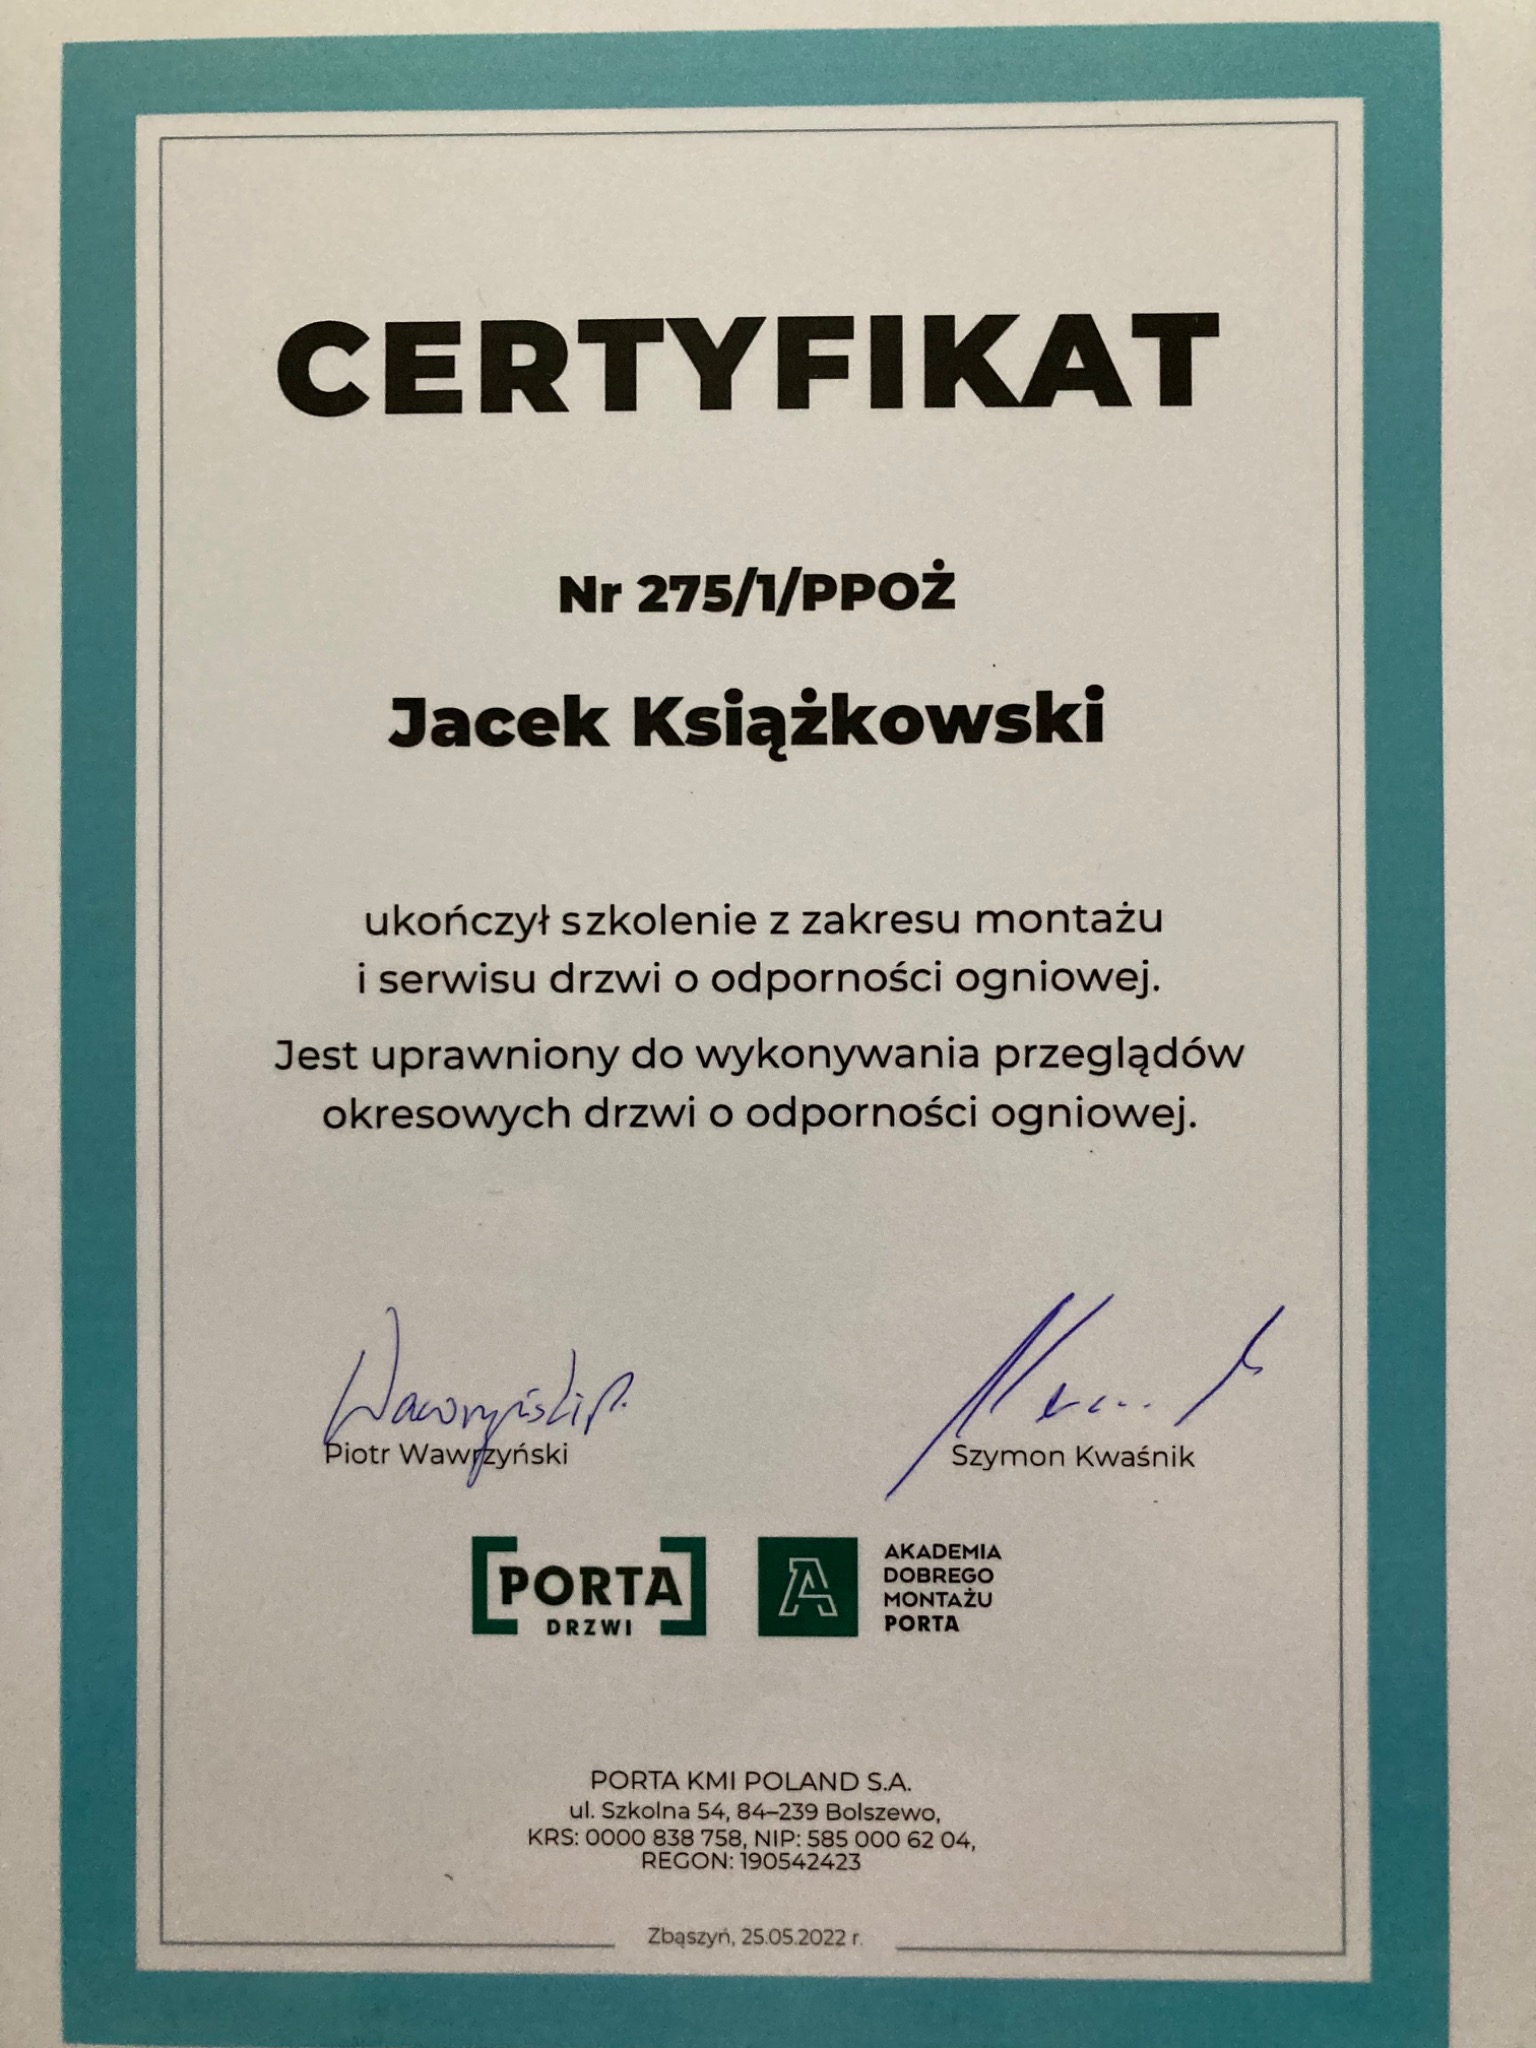 CERTYFIKAT
Nr 275/1/PPOŻ
Jacek Książkowski
ukończył szkolenie z zakresu montażu
i serwisu drzwi o odporności ogniowej.
Jest uprawniony do wykonywania przeglądów
okresowych drzwi o odporności ogniowej.
Piotr Wawrzyński
Szymon Kwaśnik
PORTA
DRZWI
A
AKADEMIA
DOBREGO
MONTAŻU
PORTA
PORTA KMI POLAND S.A.
ul. Szkolna 54, 84–239 Bolszewo,
KRS: 0000 838 758, NIP: 585 000 62 04,
REGON: 190542423
Zbąszyń, 25.05.2022 r.